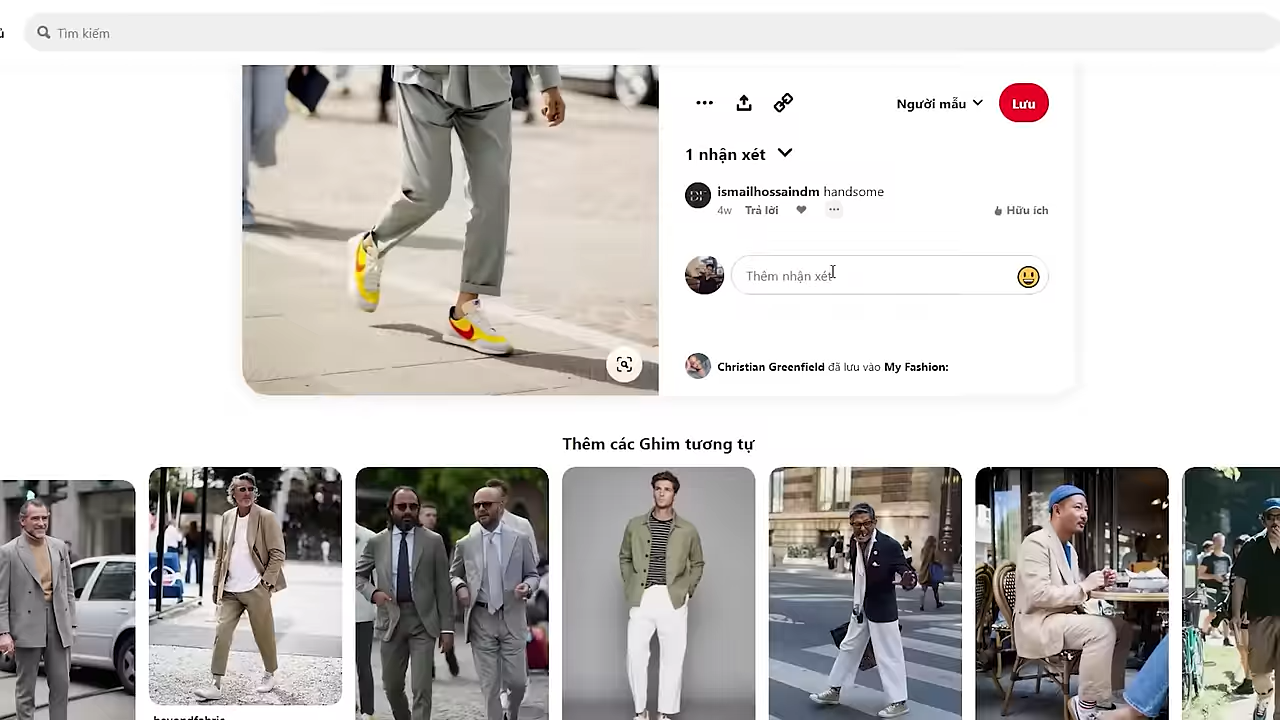 Tìm kiếm
Người mẫu
Lưu
1 nhận xét
ismailhossaindm handsome
4w Trả lời
Hữu ích
Thêm nhận xét
Christian Greenfield đã lưu vào My Fashion:
Thêm các Ghim tương tự